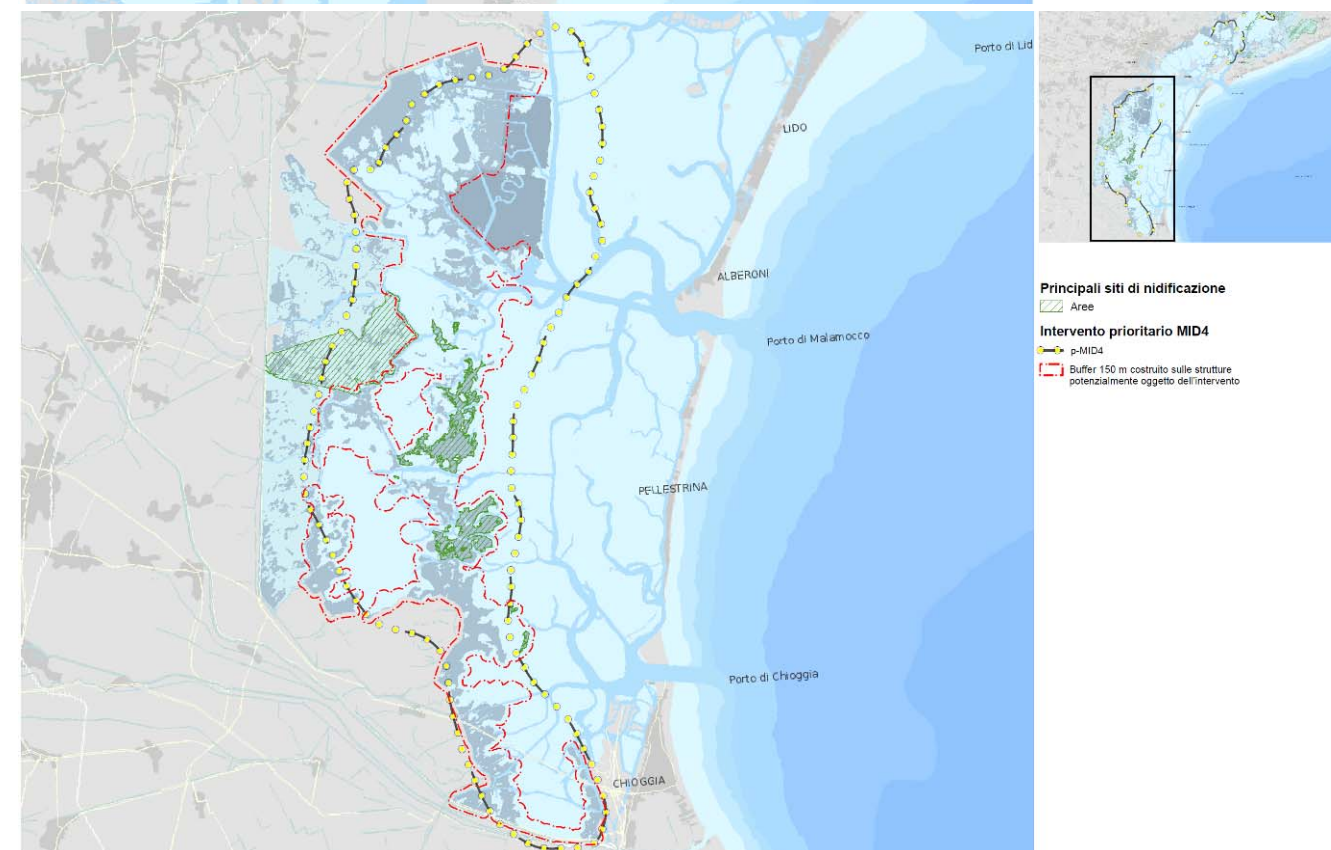 Porto di Lid
LIDO
ALBERONI
Porto di Malamocco
PELLESTRINA
Porto di Chioggia
CHIOGGIA
Principali siti di nidificazione
Aree
Intervento prioritario MID4
p-MID4
Buffer 150 m costruito sulle strutture
potenzialmente oggetto dell'intervento